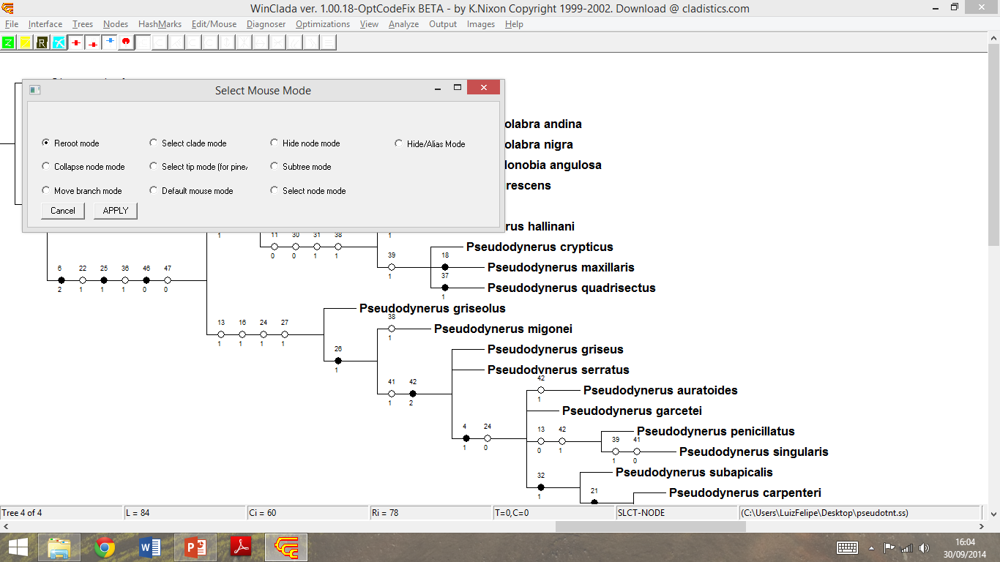 WinClada ver. 1.00.18-OptCodeFix BETA - by K.Nixon Copyright 1999-2002. Download @ cladistics.com
File Interface Trees Nodes HashMarks Edit/Mouse Diagnoser Optimizations View Analyze Output Images Help
Z R
Select Mouse Mode
Reroot mode Select clade mode Hide node mode Hide/Alias Mode
Collapse node mode Select tip mode (for pine Subtree mode
Move branch mode Default mouse mode Select node mode
Cancel APPLY
olabra andina
olabra nigra
onobia angulosa
rescens
rus hallinani
1 11 30 31 38 1
0 0 1 1
Pseudodynerus crypticus
39 18
1
Pseudodynerus maxillaris
37
1
Pseudodynerus quadrisectus
6 22 25 36 46 47
2 1 1 1 0 0
Pseudodynerus griseolus
13 16 24 27
1 1 1 1
38
1
Pseudodynerus migonei
26
1
Pseudodynerus griseus
Pseudodynerus serratus
41 42
1 2
42
1
Pseudodynerus auratoides
Pseudodynerus garcetei
4 24
1 0
13 42
0 1
Pseudodynerus penicillatus
39 41
1 0
Pseudodynerus singularis
32
1
Pseudodynerus subapicalis
21
Pseudodynerus carpenteri
Tree 4 of 4 L = 84 Ci = 60 Ri = 78 T=0,C=0 SLCT-NODE (C:\Users\LuizFelipe\Desktop\pseudotnt.ss)
16:04
30/09/2014